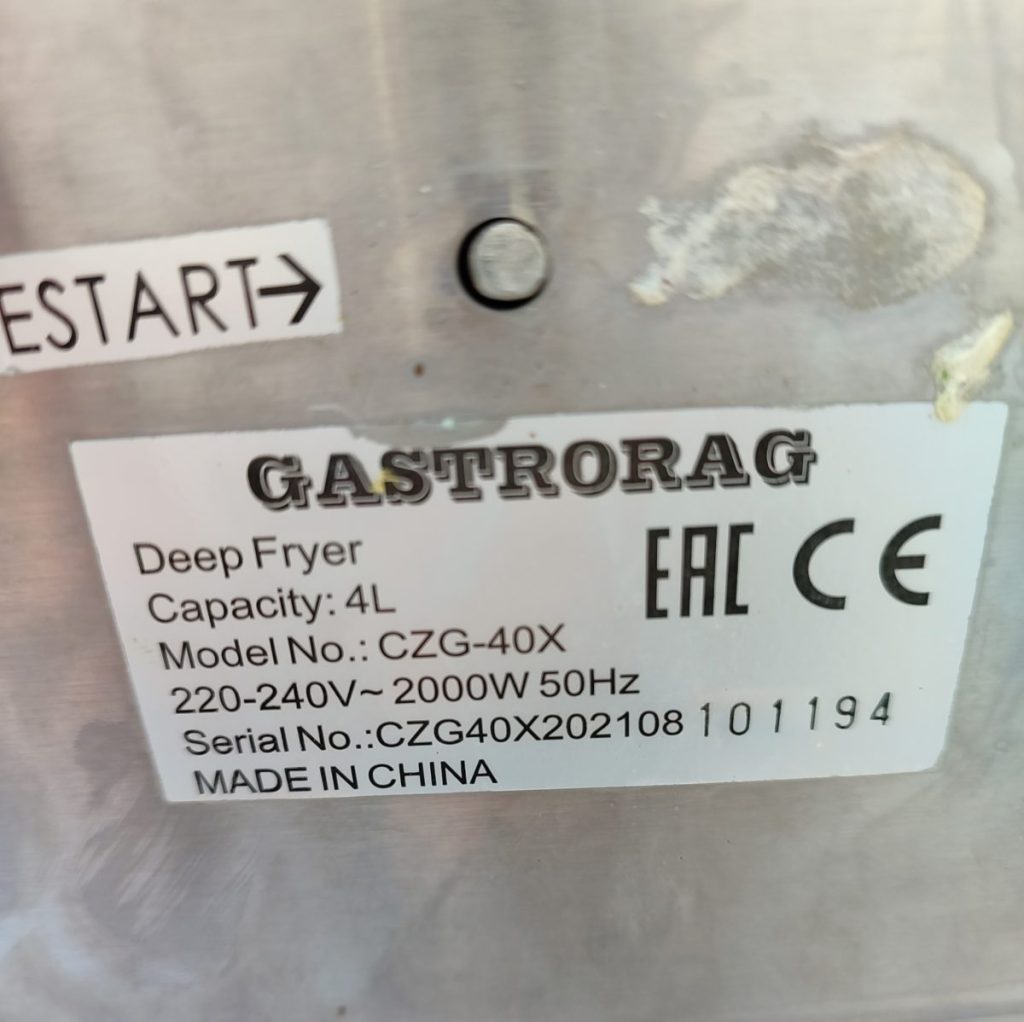 ESTART→
GASTRORAG
Deep Fryer
Capacity: 4L
EAC CE
Model No.: CZG-40X
220-240V~ 2000W 50Hz
Serial No.:CZG40X202108 101194
MADE IN CHINA